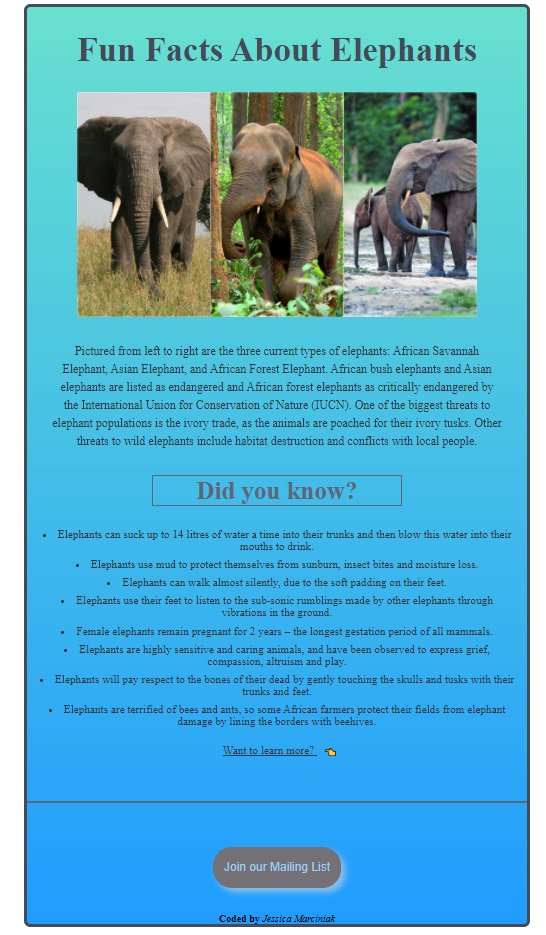 Fun Facts About Elephants
Pictured from left to right are the three current types of elephants: African Savannah
Elephant, Asian Elephant, and African Forest Elephant. African bush elephants and Asian
elephants are listed as endangered and African forest elephants as critically endangered by
the International Union for Conservation of Nature (IUCN). One of the biggest threats to
elephant populations is the ivory trade, as the animals are poached for their ivory tusks. Other
threats to wild elephants include habitat destruction and conflicts with local people.
Did you know?
• Elephants can suck up to 14 litres of water a time into their trunks and then blow this water into their
mouths to drink.
• Elephants use mud to protect themselves from sunburn, insect bites and moisture loss.
• Elephants can walk almost silently, due to the soft padding on their feet.
• Elephants use their feet to listen to the sub-sonic rumblings made by other elephants through
vibrations in the ground.
• Female elephants remain pregnant for 2 years – the longest gestation period of all mammals.
• Elephants are highly sensitive and caring animals, and have been observed to express grief,
compassion, altruism and play.
• Elephants will pay respect to the bones of their dead by gently touching the skulls and tusks with their
trunks and feet.
• Elephants are terrified of bees and ants, so some African farmers protect their fields from elephant
damage by lining the borders with beehives.
Want to learn more?
Join our Mailing List
Coded by Jessica Marciniak